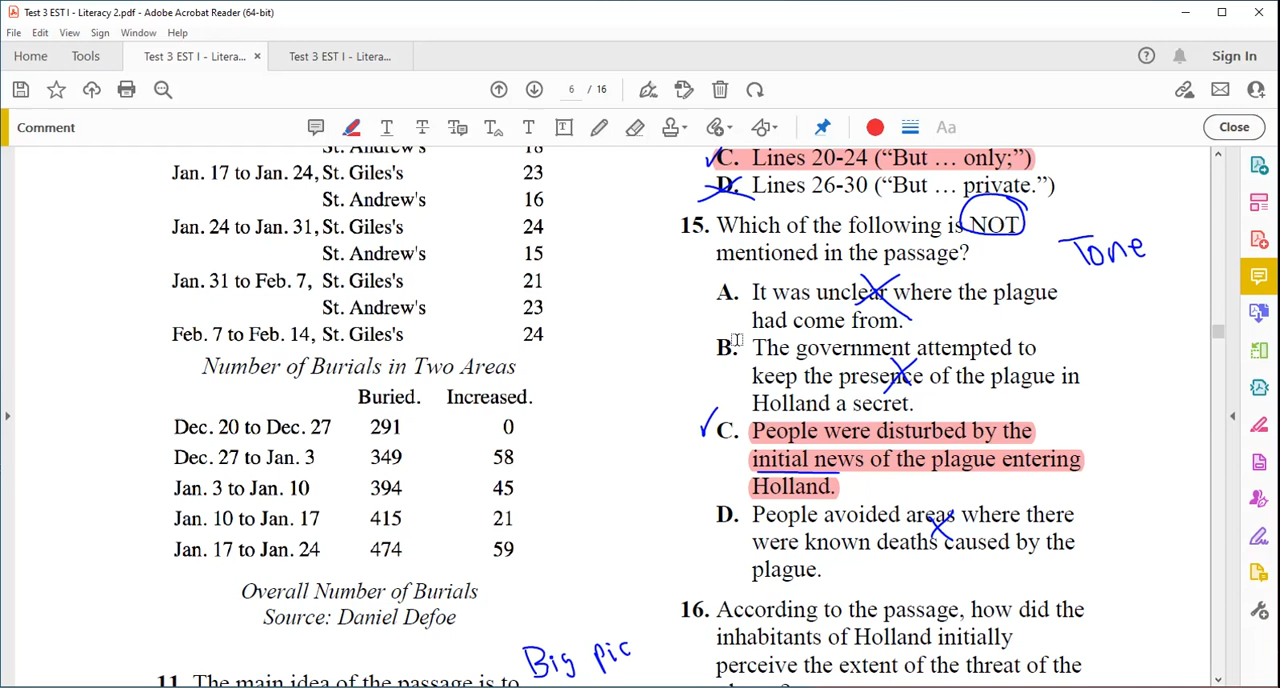 Test 3 EST I - Literacy 2.pdf - Adobe Acrobat Reader (64-bit)
File Edit View Sign Window Help
Home Tools Test 3 EST I - Litera... × Test 3 EST I - Litera... Sign In
6 / 16
Comment Aa Close
St. Andrew's 18
Jan. 17 to Jan. 24, St. Giles's 23
St. Andrew's 16
Jan. 24 to Jan. 31, St. Giles's 24
St. Andrew's 15
Jan. 31 to Feb. 7, St. Giles's 21
St. Andrew's 23
Feb. 7 to Feb. 14, St. Giles's 24
Number of Burials in Two Areas
Buried. Increased.
Dec. 20 to Dec. 27 291 0
Dec. 27 to Jan. 3 349 58
Jan. 3 to Jan. 10 394 45
Jan. 10 to Jan. 17 415 21
Jan. 17 to Jan. 24 474 59
Overall Number of Burials
Source: Daniel Defoe
Big pic
11. The main idea of the passage is to
C. Lines 20-24 (“But … only;”)
D. Lines 26-30 (“But … private.”)
15. Which of the following is NOT
mentioned in the passage?
Tone
A. It was unclear where the plague
had come from.
B. The government attempted to
keep the presence of the plague in
Holland a secret.
C. People were disturbed by the
initial news of the plague entering
Holland.
D. People avoided areas where there
were known deaths caused by the
plague.
16. According to the passage, how did the
inhabitants of Holland initially
perceive the extent of the threat of the